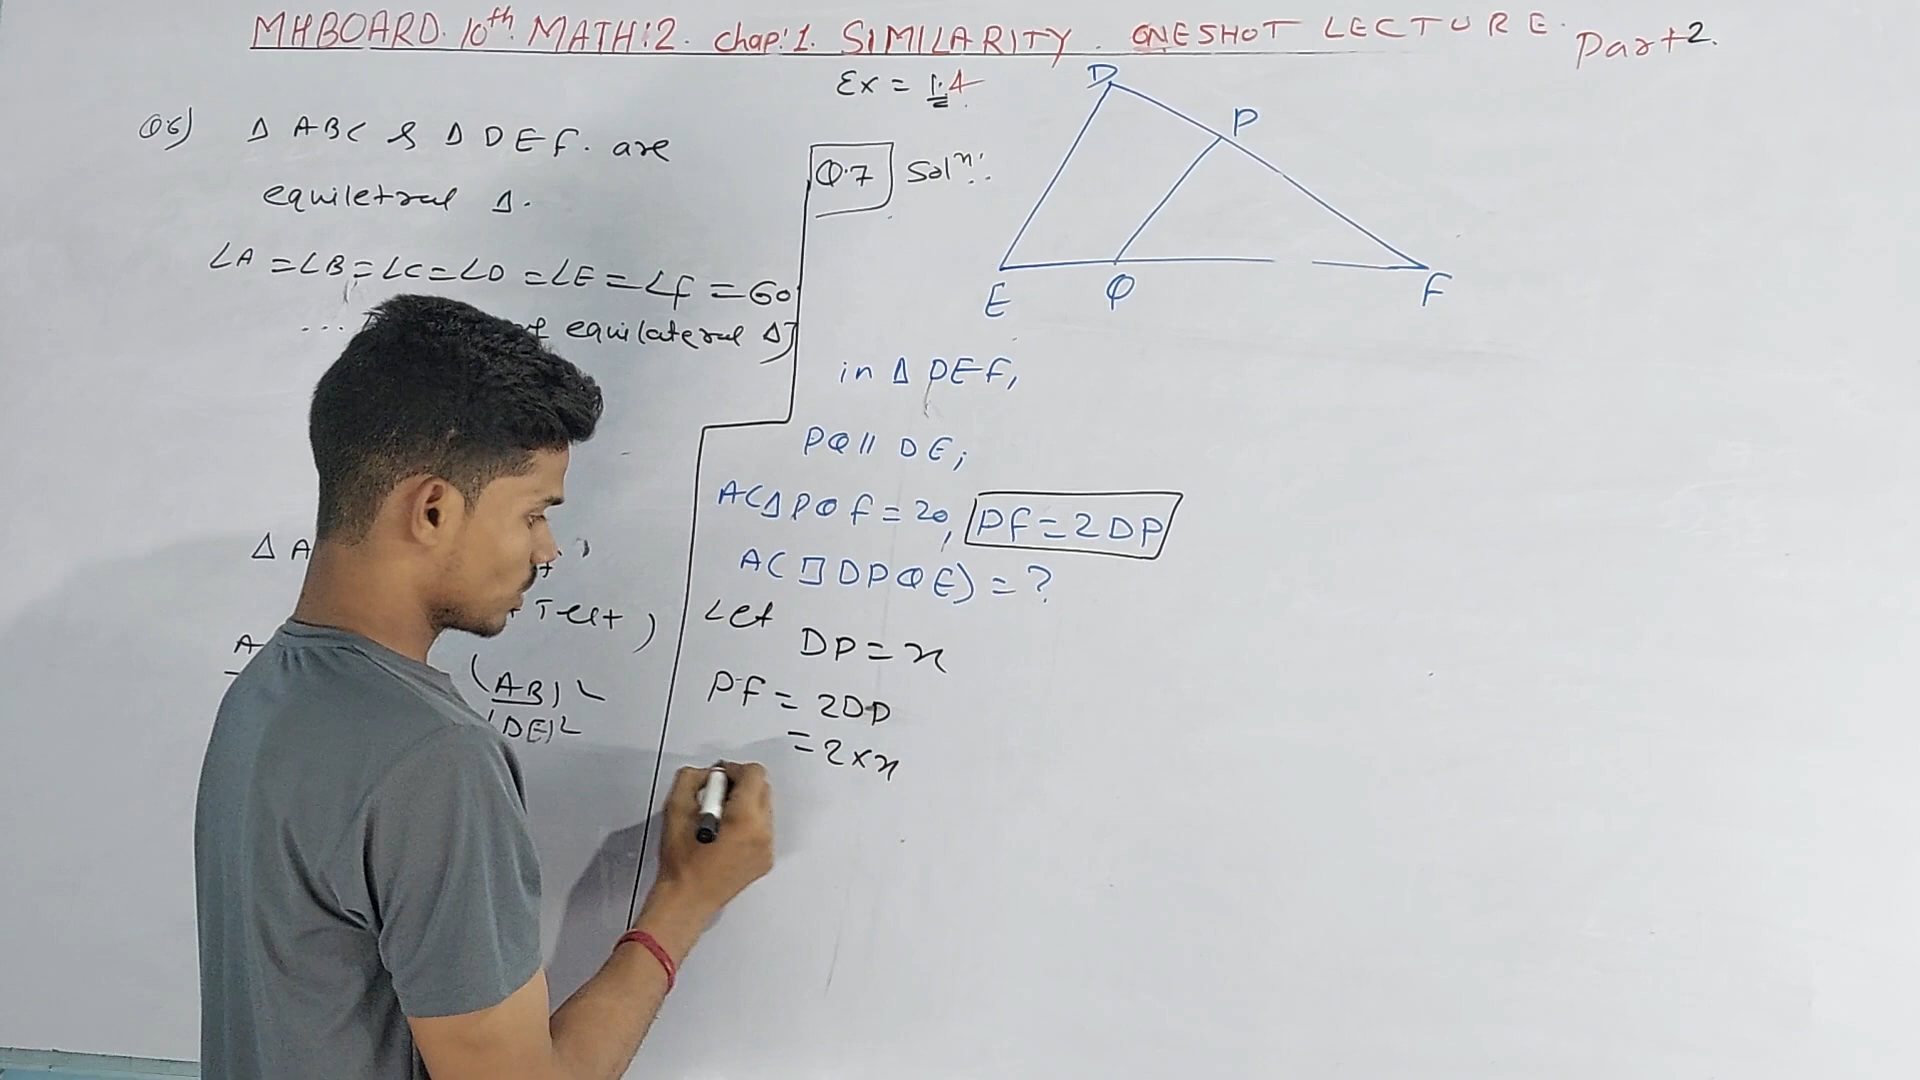 MHBOARD. 10th. MATH:2. chap:1. SIMILARITY. ONESHOT LECTURE. Part 2.
Ex = 1.4
Q6) Δ ABC & Δ DEF. are
equiletral Δ.
∠A = ∠B = ∠C = ∠D = ∠E = ∠F = 60
... equilateral Δ]
Δ A
Test)
A
(AB)²
(DE)²
Q.7 Solⁿ:
D
P
E Q F
in Δ DEF,
PQ || DE;
A(Δ PQF = 20, PF = 2DP
A(□ DPQE) = ?
Let
DP = x
PF = 2DP
= 2 × x